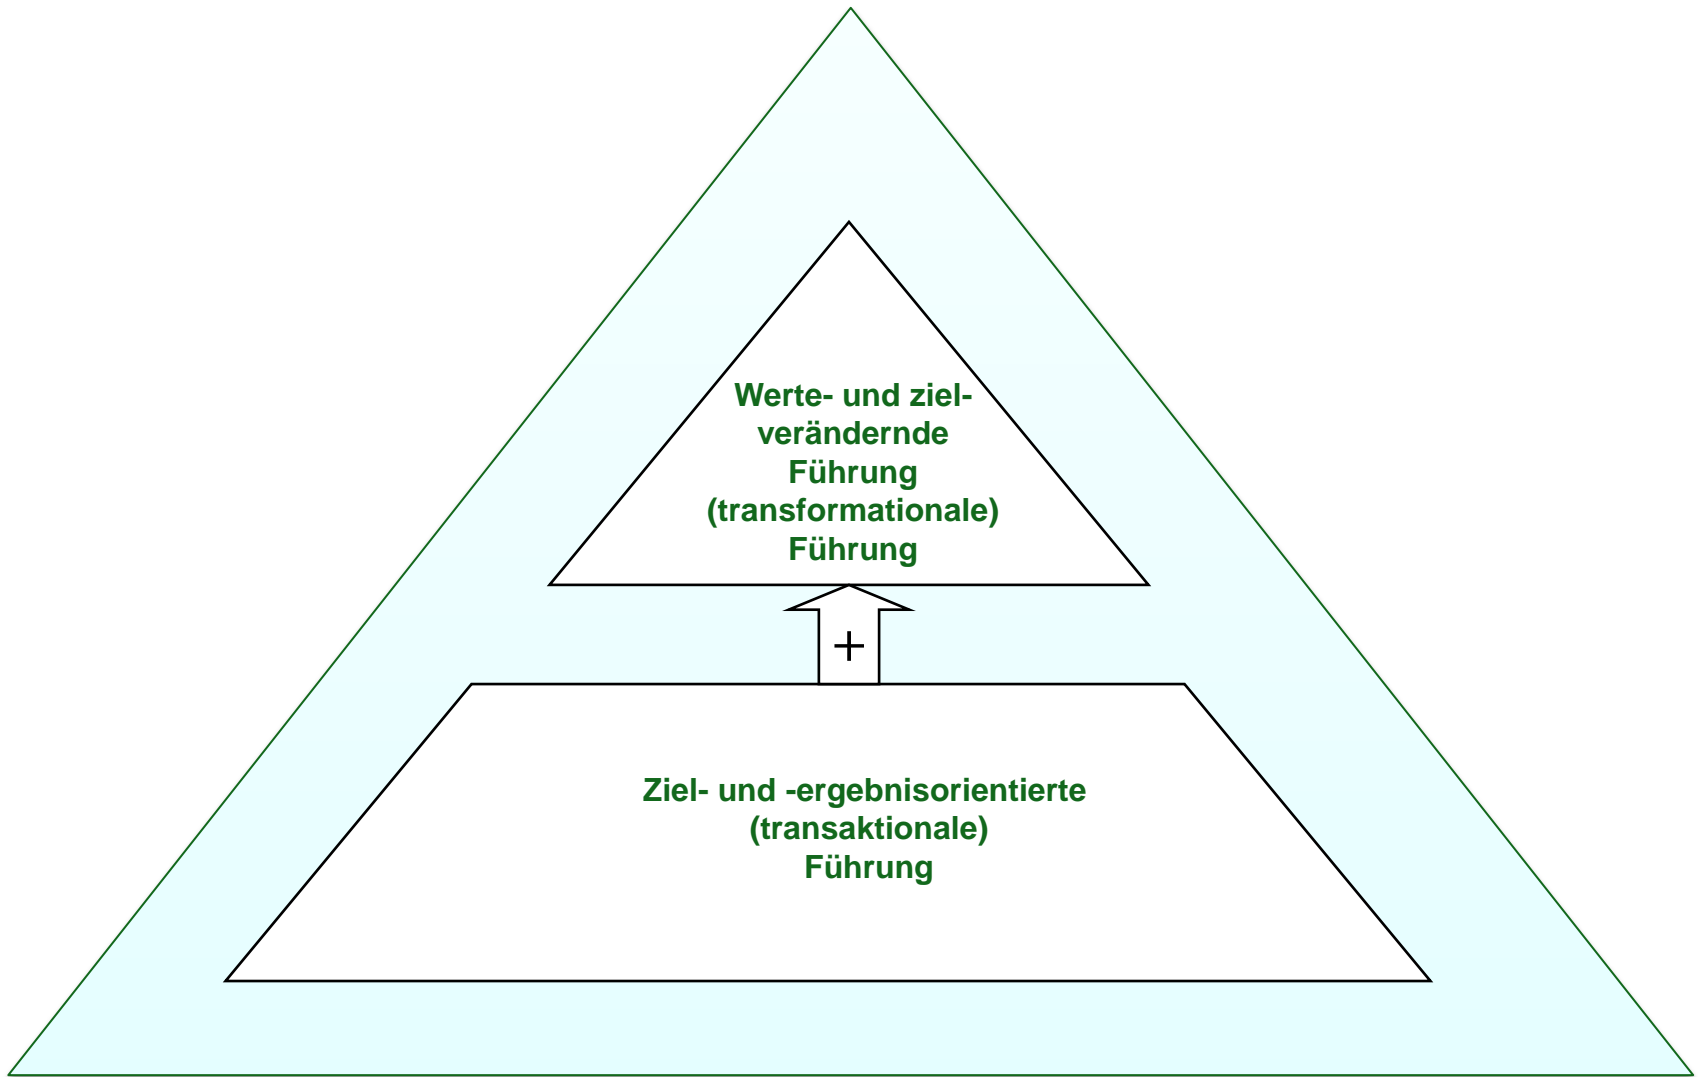 Werte- und ziel-
verändernde
Führung
(transformationale)
Führung
+
Ziel- und -ergebnisorientierte
(transaktionale)
Führung